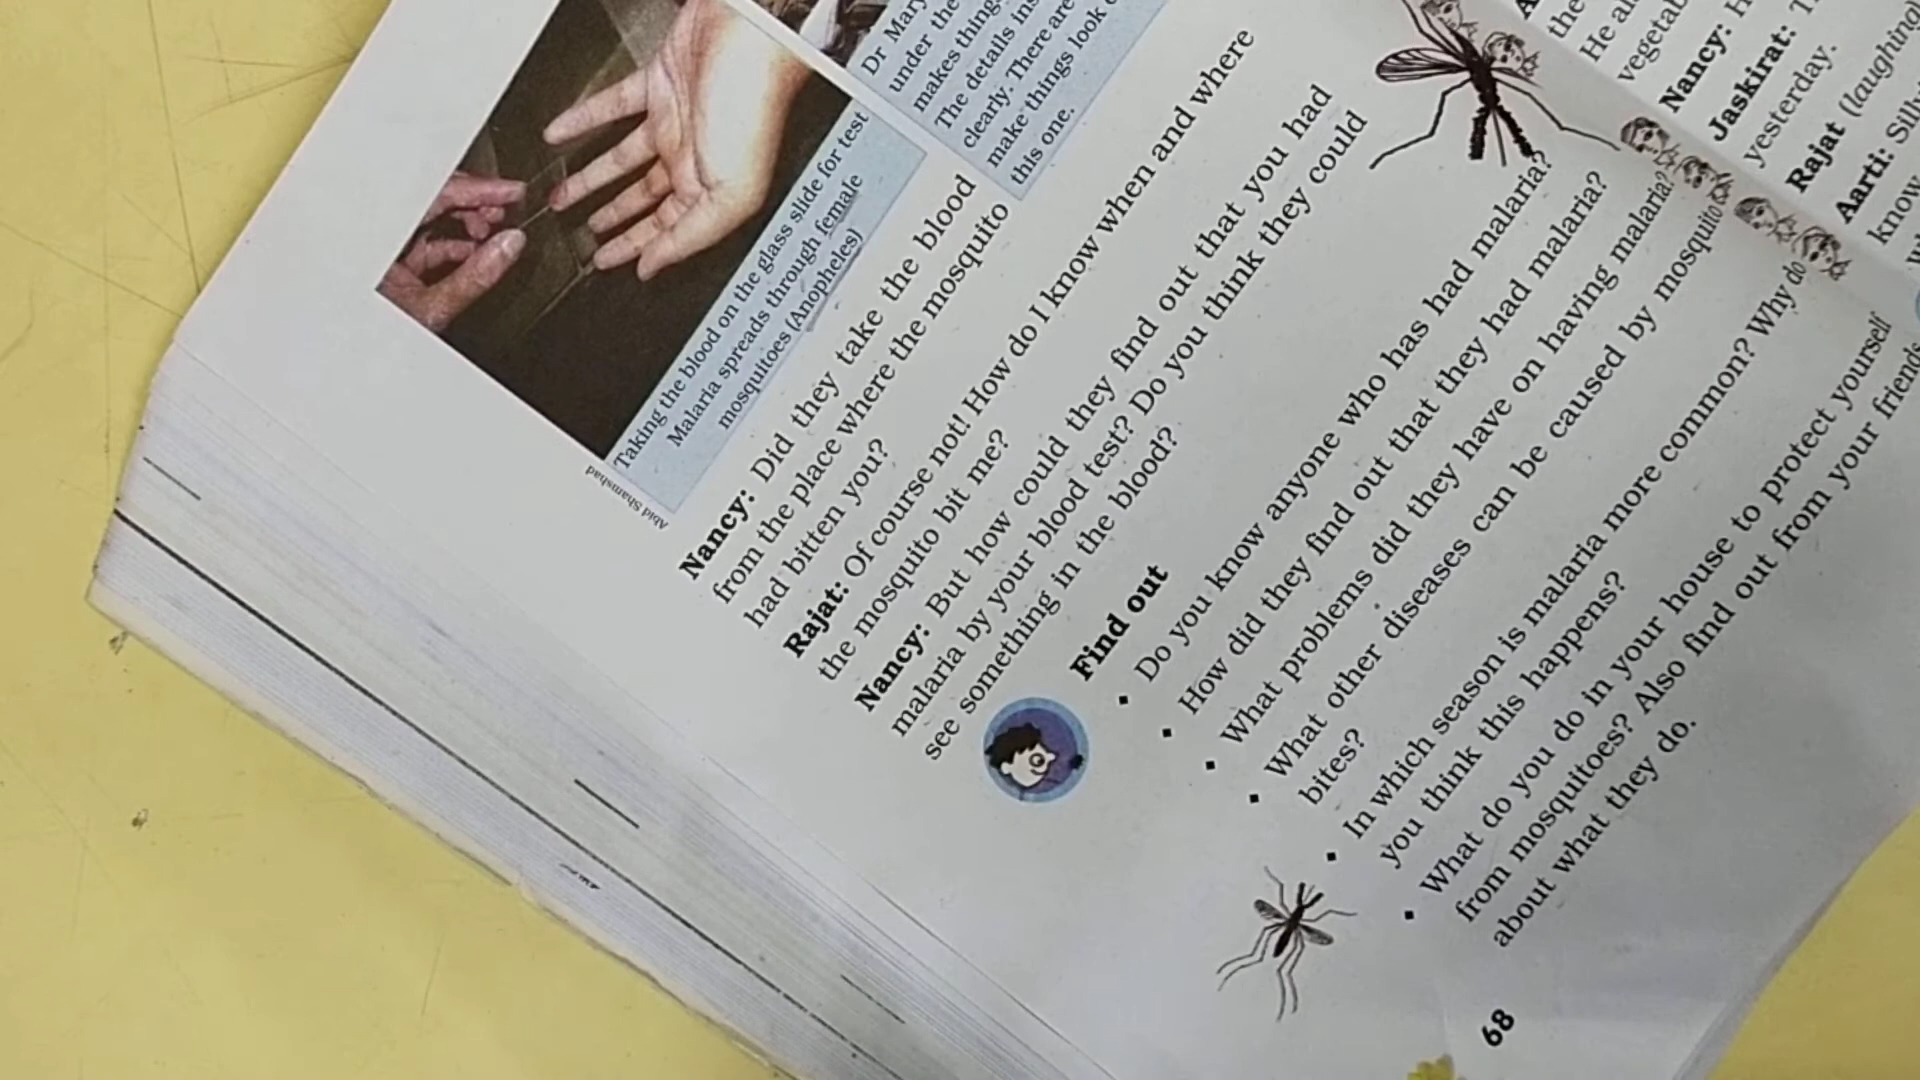 Taking the blood on the glass slide for test
Malaria spreads through female
mosquitoes (Anopheles)
Abid Shamshad
Dr Mary
under the
makes things
The details ins
clearly. There are
make things look
this one.
Nancy: Did they take the blood
from the place where the mosquito
had bitten you?
Rajat: Of course not! How do I know when and where
the mosquito bit me?
Nancy: But how could they find out that you had
malaria by your blood test? Do you think they could
see something in the blood?
Find out
▪ Do you know anyone who has had malaria?
▪ How did they find out that they had malaria?
▪ What problems did they have on having malaria?
▪ What other diseases can be caused by mosquito
bites?
▪ In which season is malaria more common? Why do
you think this happens?
▪ What do you do in your house to protect yourself
from mosquitoes? Also find out from your friends
about what they do.
68
the
He al
vegetab
Nancy: H
Jaskirat: T
yesterday.
Rajat (laughing
Aarti: Silly
know